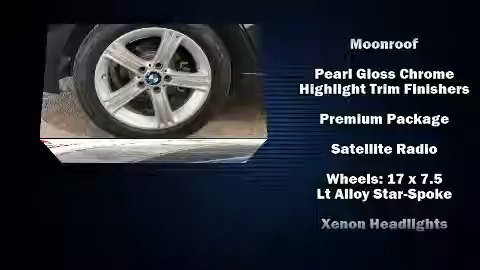 Moonroof
Pearl Gloss Chrome
Highlight Trim Finishers
Premium Package
Satellite Radio
Wheels: 17 x 7.5
Lt Alloy Star-Spoke
Xenon Headlights